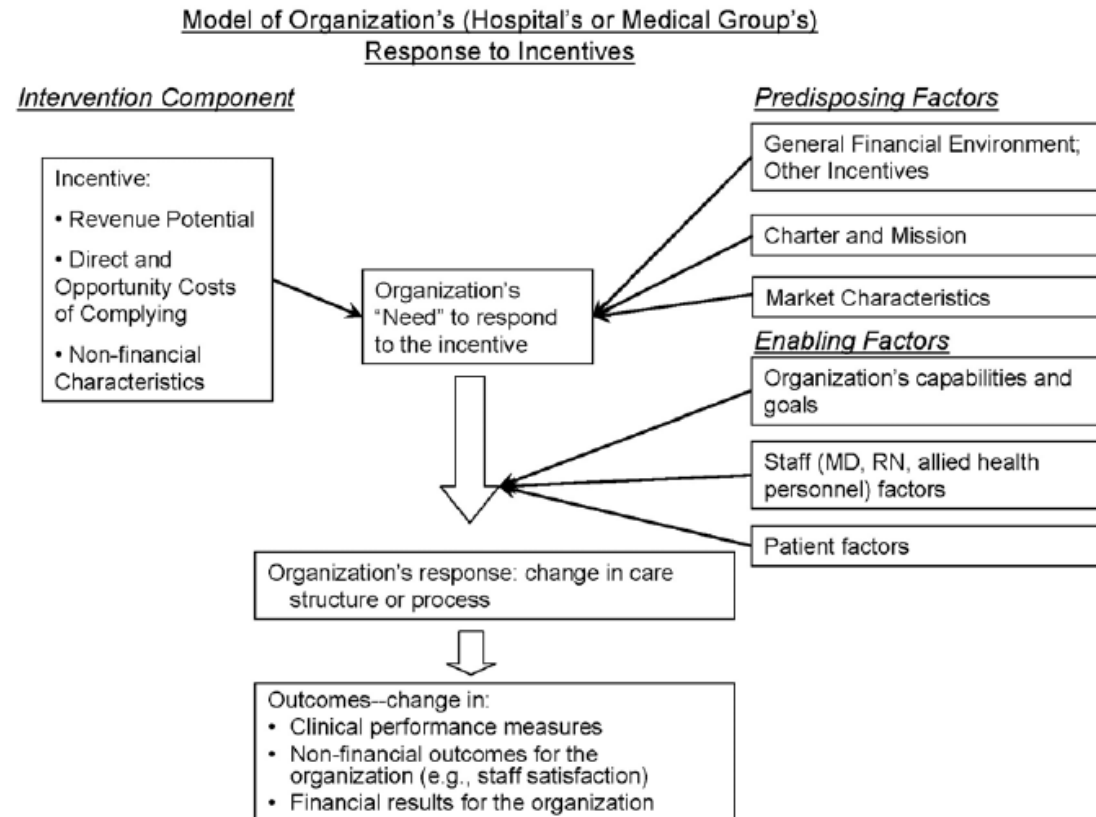 Model of Organization's (Hospital's or Medical Group's)
Response to Incentives
Intervention Component
Incentive:
• Revenue Potential
• Direct and
Opportunity Costs
of Complying
• Non-financial
Characteristics
Organization's
“Need” to respond
to the incentive
Predisposing Factors
General Financial Environment;
Other Incentives
Charter and Mission
Market Characteristics
Enabling Factors
Organization's capabilities and
goals
Staff (MD, RN, allied health
personnel) factors
Patient factors
Organization's response: change in care
structure or process
Outcomes--change in:
• Clinical performance measures
• Non-financial outcomes for the
organization (e.g., staff satisfaction)
• Financial results for the organization